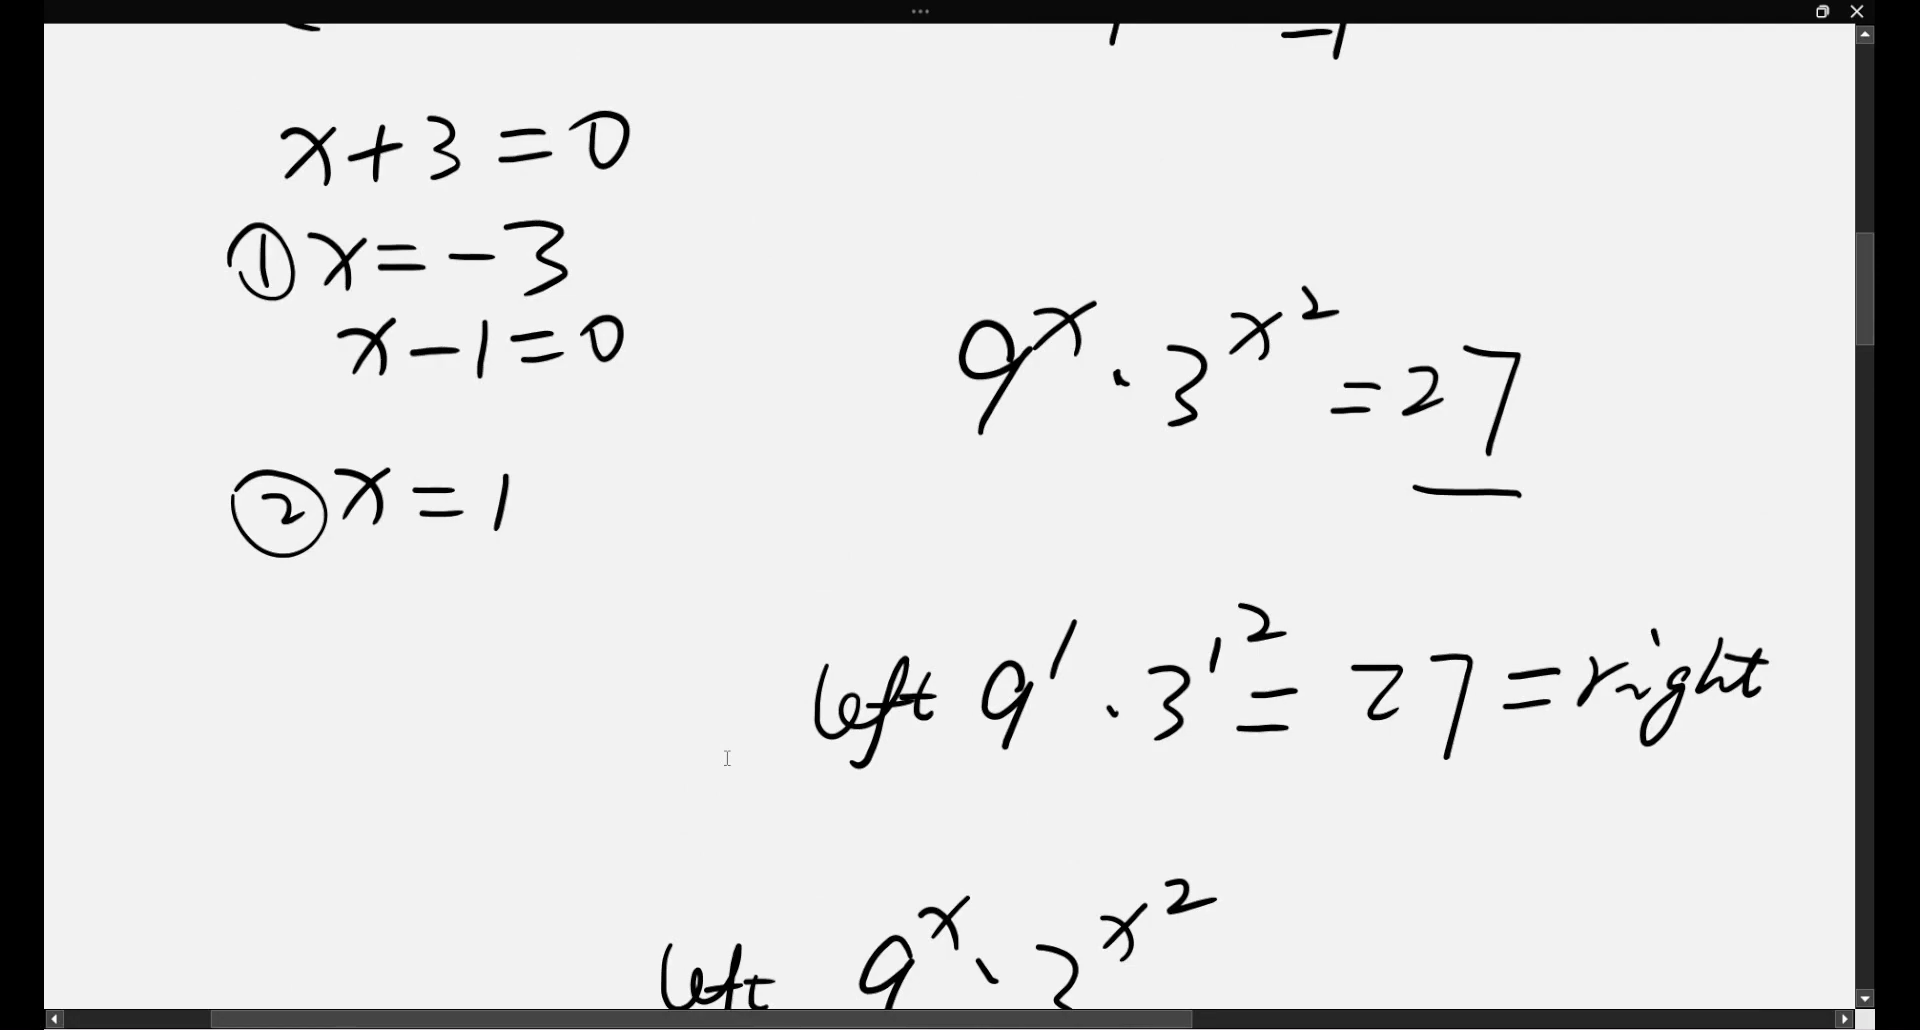 x+3=0
① x=-3
x-1=0
② x=1
9^x · 3^x^2 = 27
left 9^1 · 3^1^2 = 27 = right
left 9^x · 3^x^2